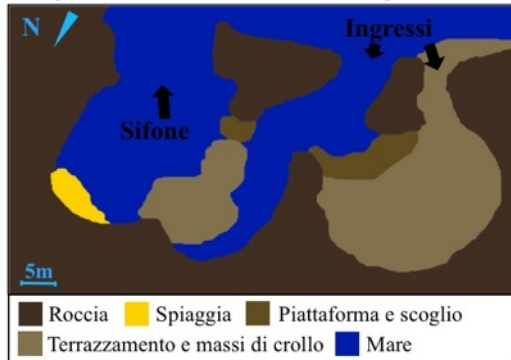 N
Ingressi
Sifone
5m
Roccia Spiaggia Piattaforma e scoglio
Terrazzamento e massi di crollo Mare